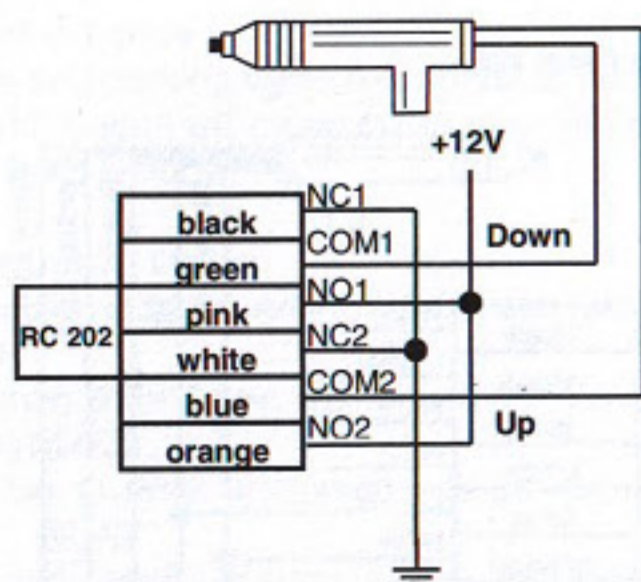 +12V
NC1
black
COM1
Down
green
NO1
pink
RC 202
NC2
white
COM2
blue
Up
NO2
orange